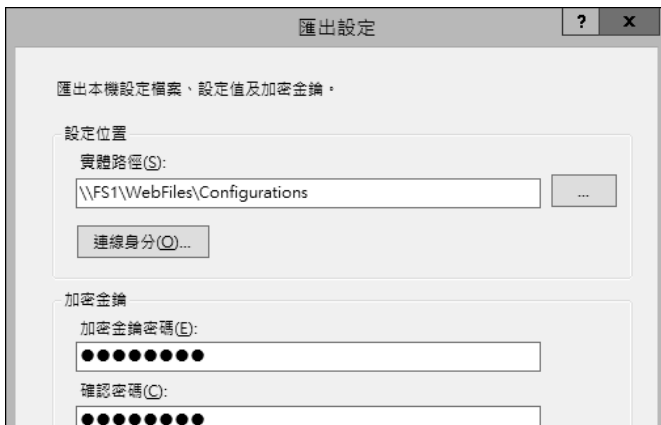 匯出設定
? x
匯出本機設定檔案、設定值及加密金鑰。
設定位置
實體路徑(S):
\\FS1\WebFiles\Configurations
...
連線身分(O)...
加密金鑰
加密金鑰密碼(E):
●●●●●●●●
確認密碼(C):
●●●●●●●●